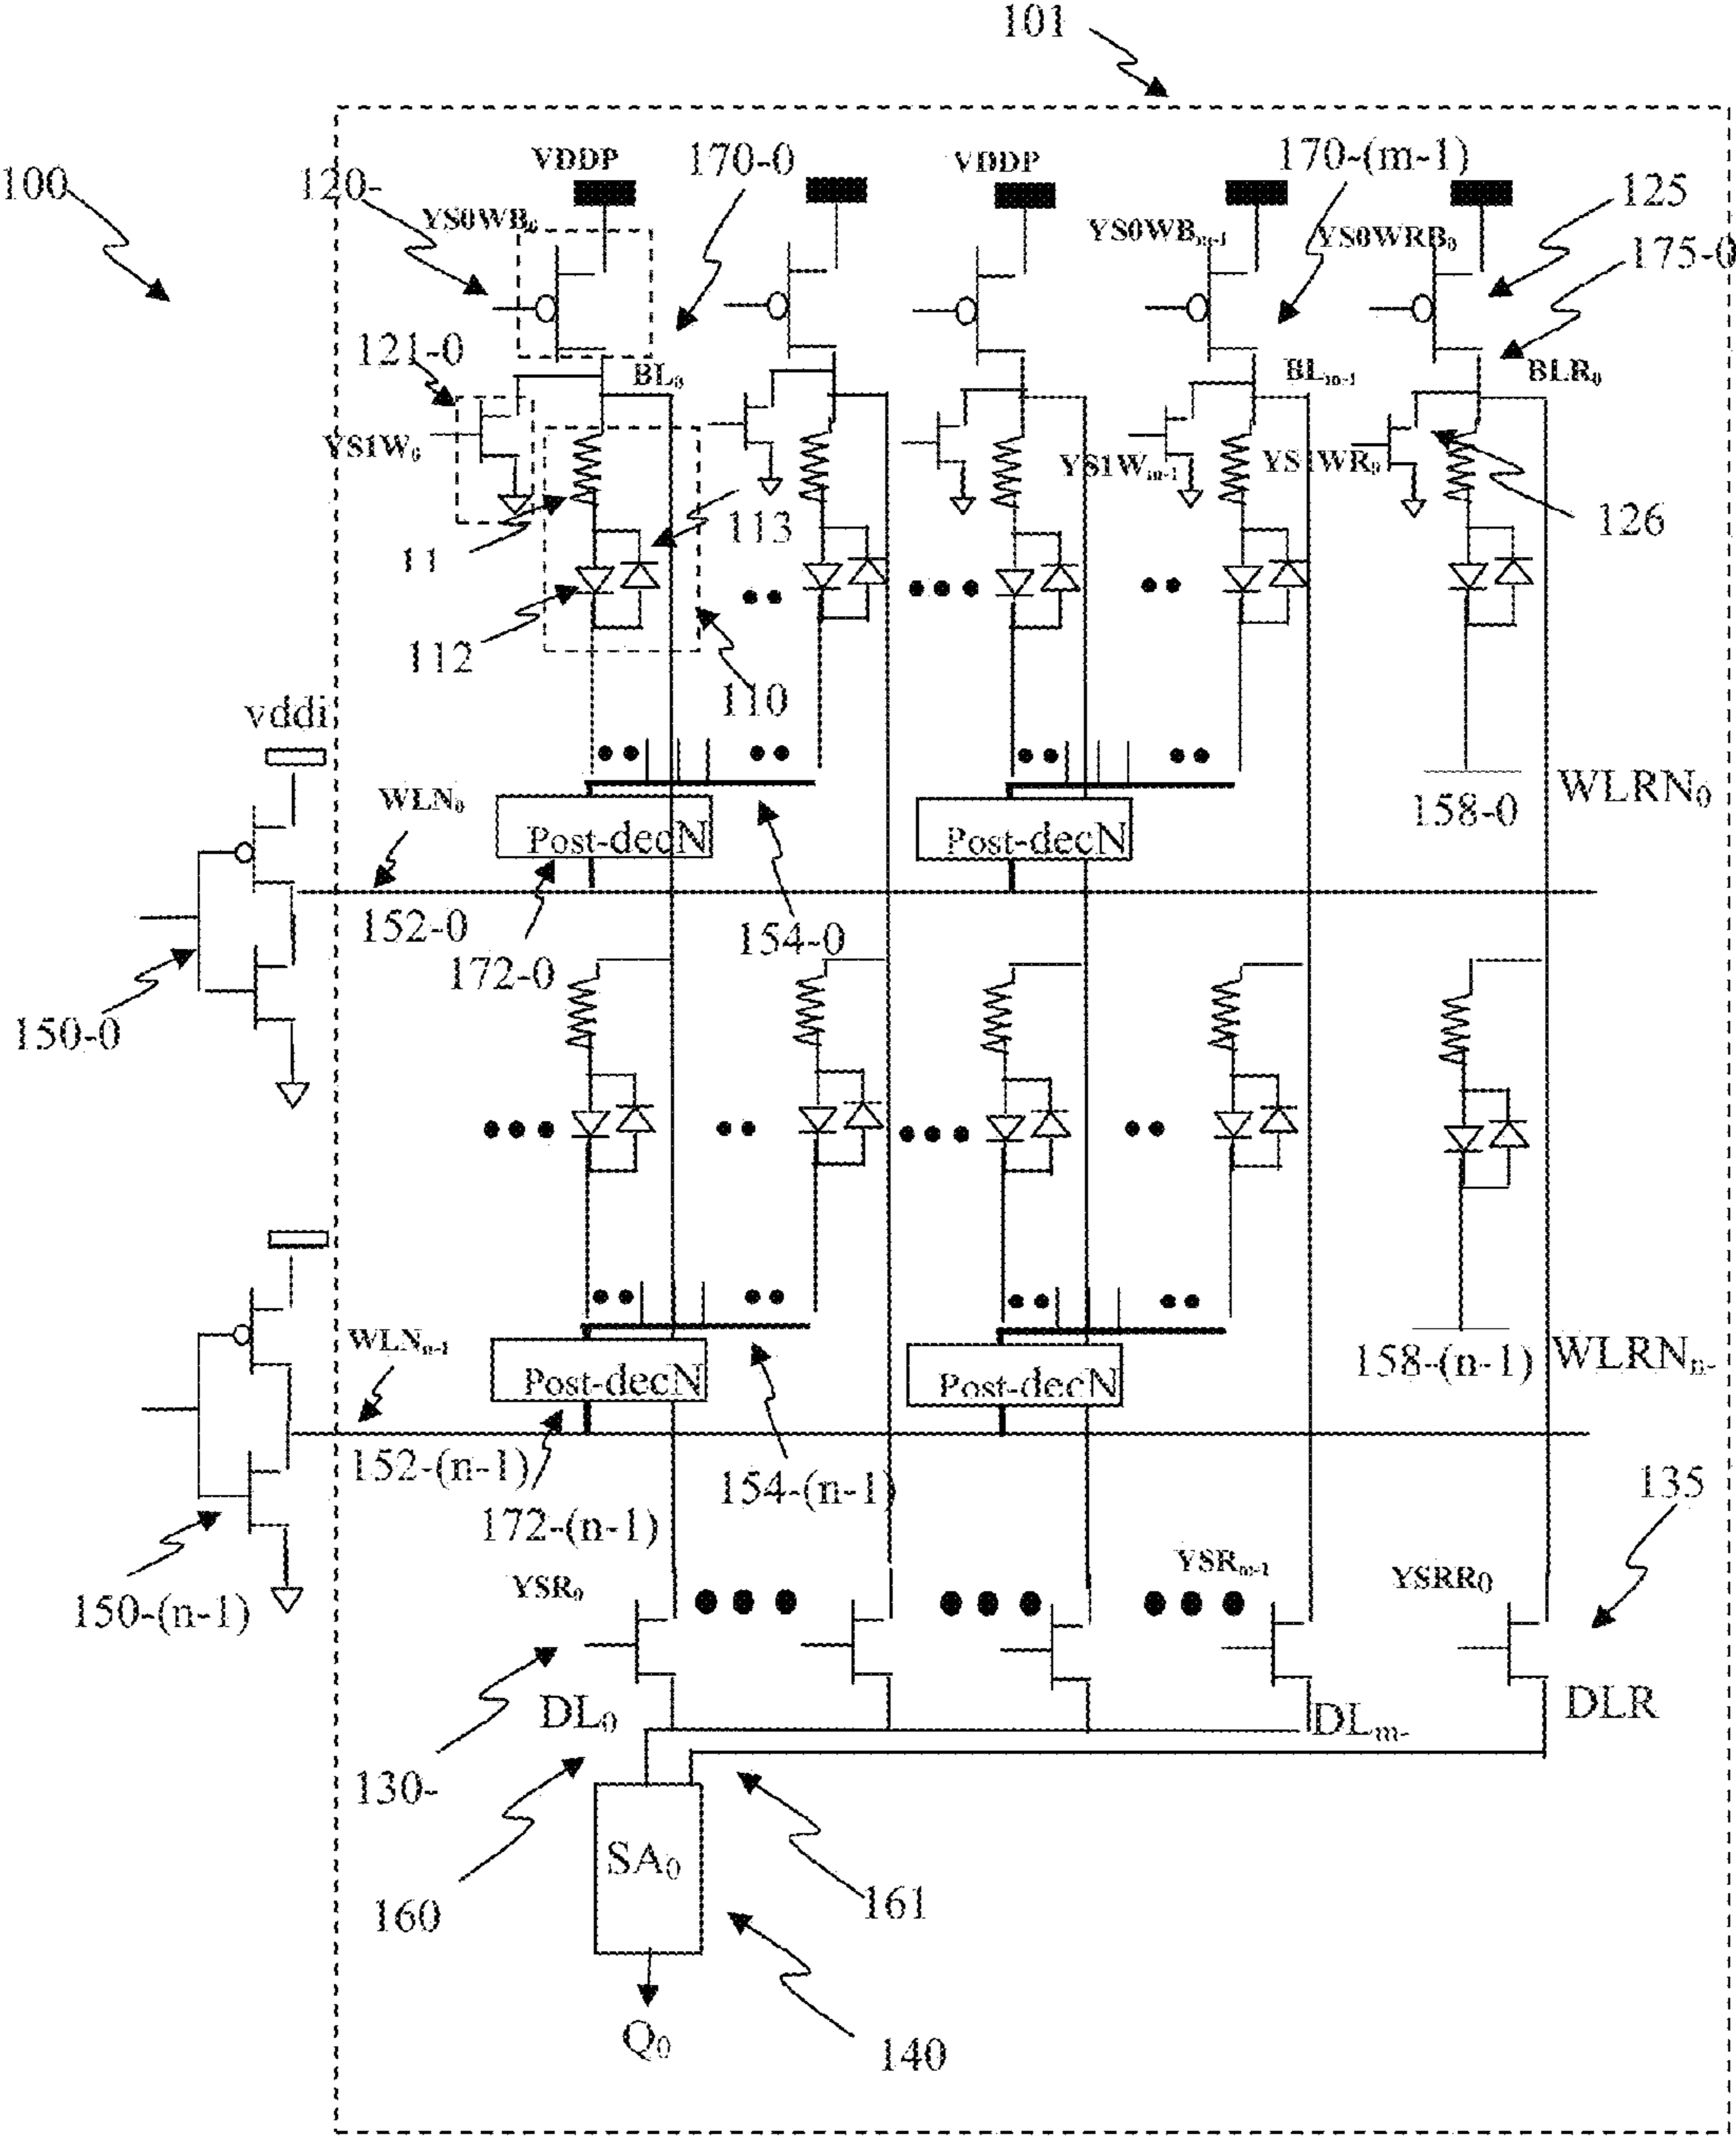 101
100
120-
VDDP
170-0
VDDP
170-(m-1)
125
YS0WB₀
YS0WBₘ₋₁
YS0WRB₀
175-0
121-0
BL₀
BLₘ₋₁
BLR₀
YS1W₀
YS1Wₘ₋₁
YS1WR₀
11
113
126
112
110
vddi
WLN₀
158-0
WLRN₀
Post-decN
Post-decN
152-0
172-0
154-0
150-0
WLNₙ₋₁
158-(n-1)
WLRNₙ₋
Post-decN
Post-decN
152-(n-1)
172-(n-1)
154-(n-1)
135
150-(n-1)
YSR₀
YSRₘ₋₁
YSRR₀
DL₀
DLₘ₋
DLR
130-
160
SA₀
161
Q₀
140